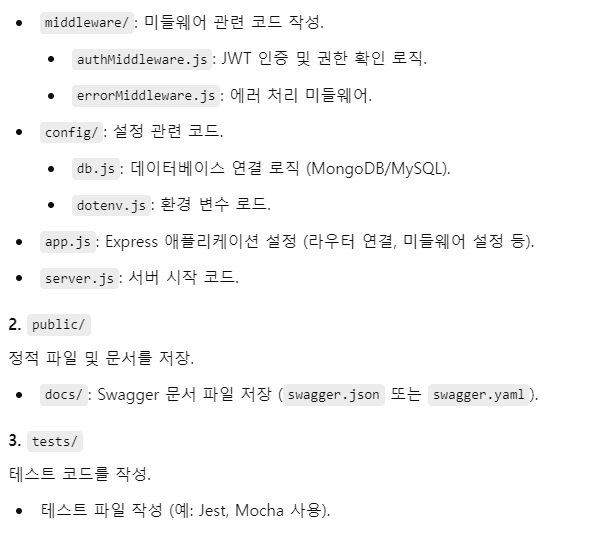 middleware/ : 미들웨어 관련 코드 작성.
authMiddleware.js : JWT 인증 및 권한 확인 로직.
errorMiddleware.js : 에러 처리 미들웨어.
config/ : 설정 관련 코드.
db.js : 데이터베이스 연결 로직 (MongoDB/MySQL).
dotenv.js : 환경 변수 로드.
app.js : Express 애플리케이션 설정 (라우터 연결, 미들웨어 설정 등).
server.js : 서버 시작 코드.
2. public/
정적 파일 및 문서를 저장.
docs/ : Swagger 문서 파일 저장 ( swagger.json 또는 swagger.yaml ).
3. tests/
테스트 코드를 작성.
테스트 파일 작성 (예: Jest, Mocha 사용).